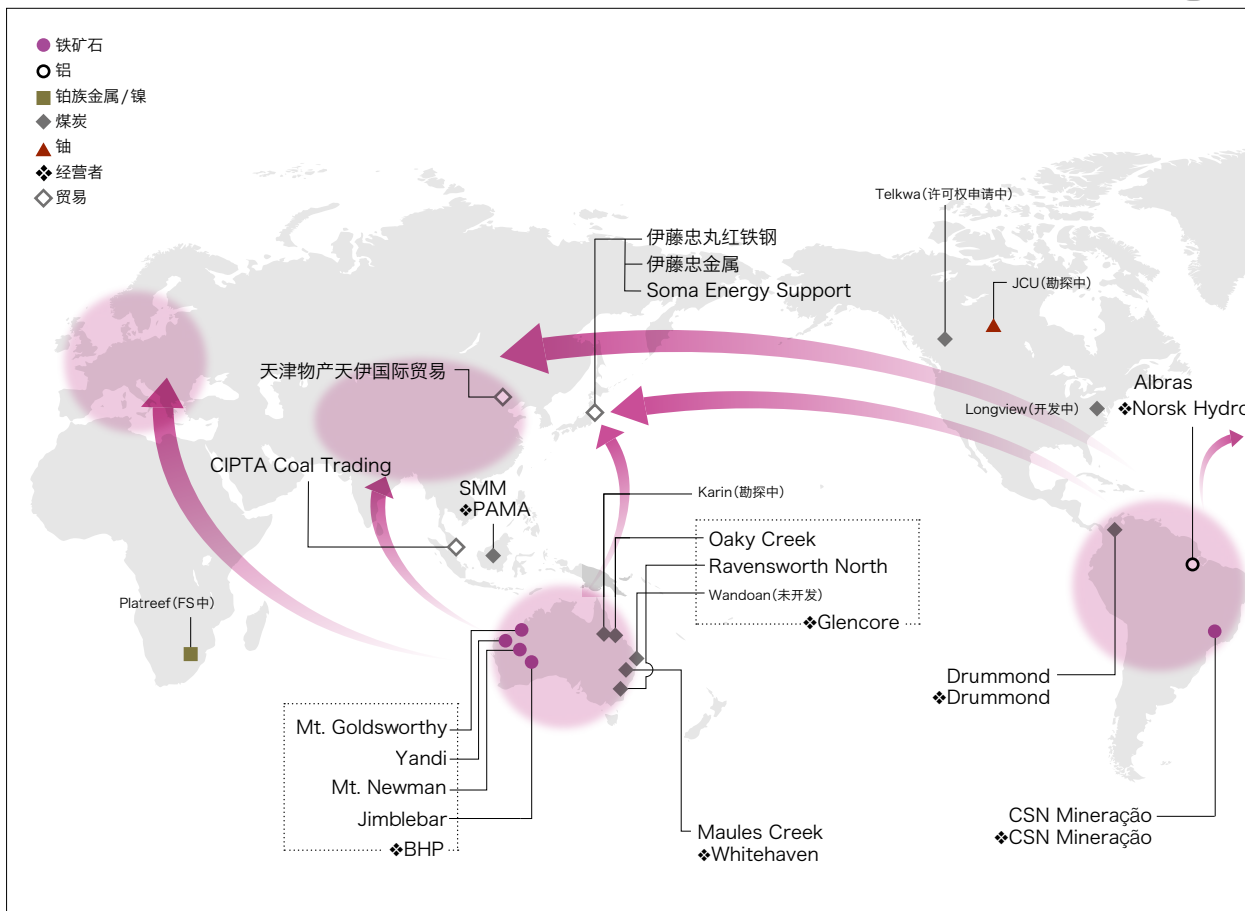 铁矿石
铝
铂族金属/镍
煤炭
铀
经营者
贸易
Telkwa(许可权申请中)
伊藤忠丸红铁钢
伊藤忠金属
Soma Energy Support
JCU(勘探中)
天津物产天伊国际贸易
Albras
Longview(开发中)
❖Norsk Hydro
CIPTA Coal Trading
SMM
❖PAMA
Karin(勘探中)
Oaky Creek
Ravensworth North
Wandoan(未开发)
❖Glencore
Platreef(FS中)
Drummond
❖Drummond
Mt. Goldsworthy
Yandi
Mt. Newman
Jimblebar
❖BHP
Maules Creek
❖Whitehaven
CSN Mineração
❖CSN Mineração